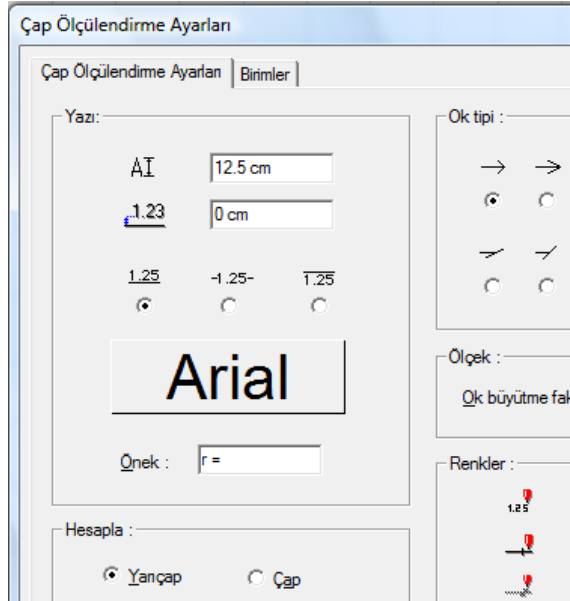 Çap Ölçülendirme Ayarları
Çap Ölçülendirme Ayarları Birimler
Yazı:
AI 12.5 cm
1.23 0 cm
1.25 -1.25- 1.25
Arial
Önek : r =
Hesapla :
Yarıçap Çap
Ok tipi :
Ölçek :
Ok büyütme fak
Renkler :
1.25